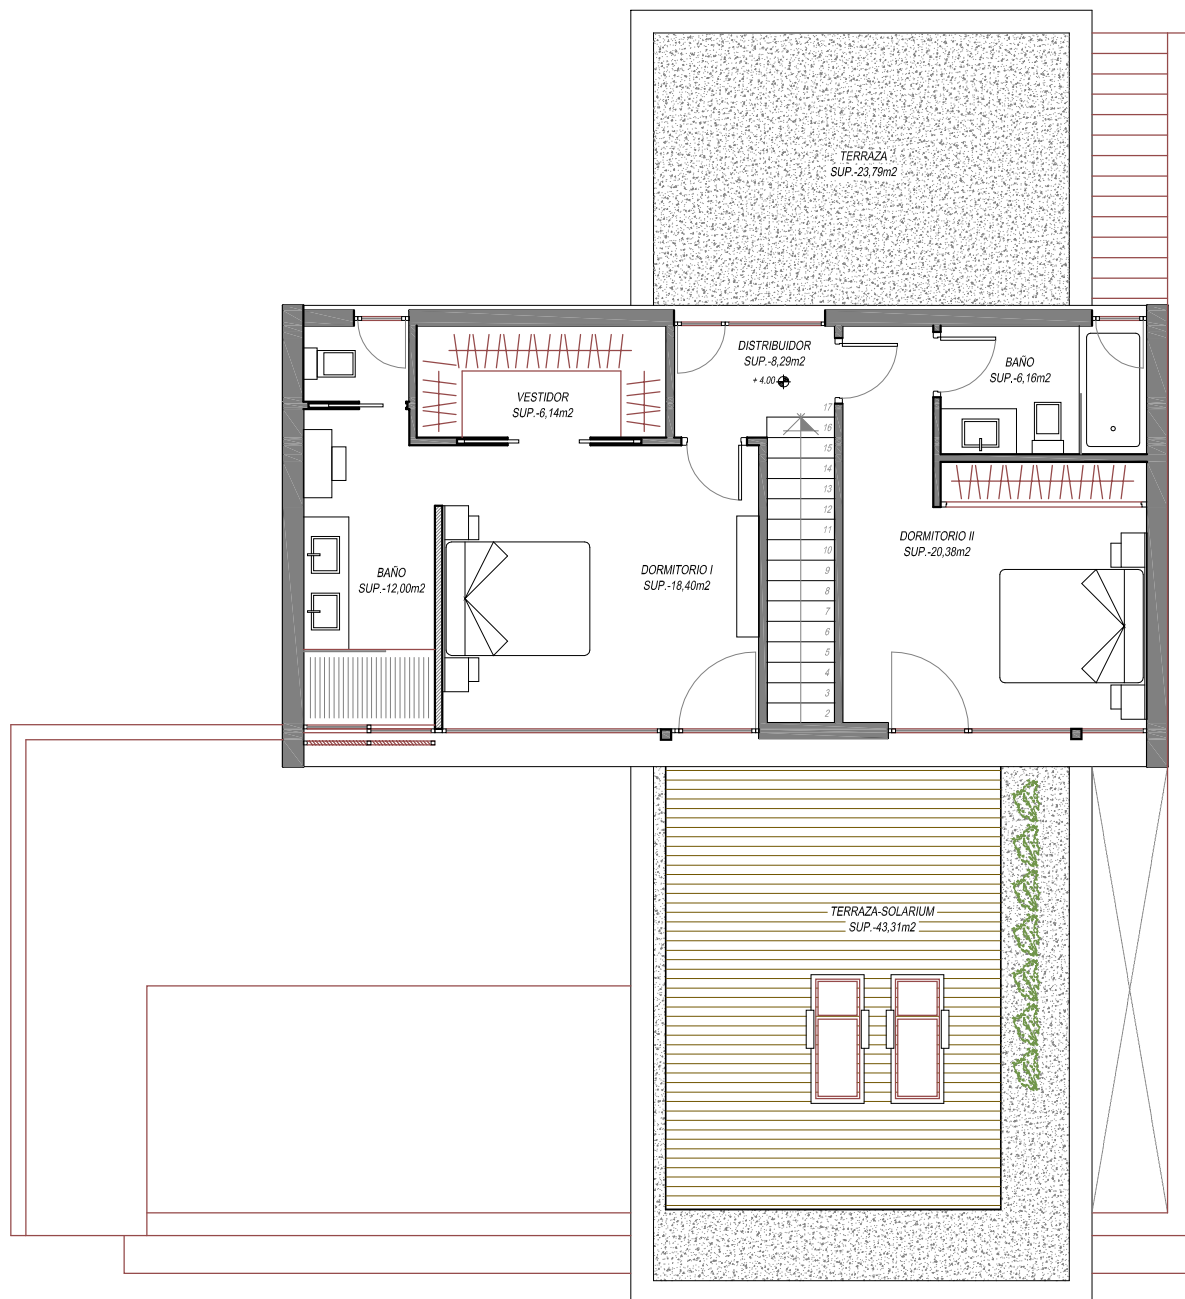 TERRAZA
SUP.-23,79m2
DISTRIBUIDOR
SUP.-8,29m2
+ 4.00
BAÑO
SUP.-6,16m2
VESTIDOR
SUP.-6,14m2
17
16
15
14
13
12
11
10
9
8
7
6
5
4
3
2
DORMITORIO II
SUP.-20,38m2
DORMITORIO I
SUP.-18,40m2
BAÑO
SUP.-12,00m2
TERRAZA-SOLARIUM
SUP.-43,31m2